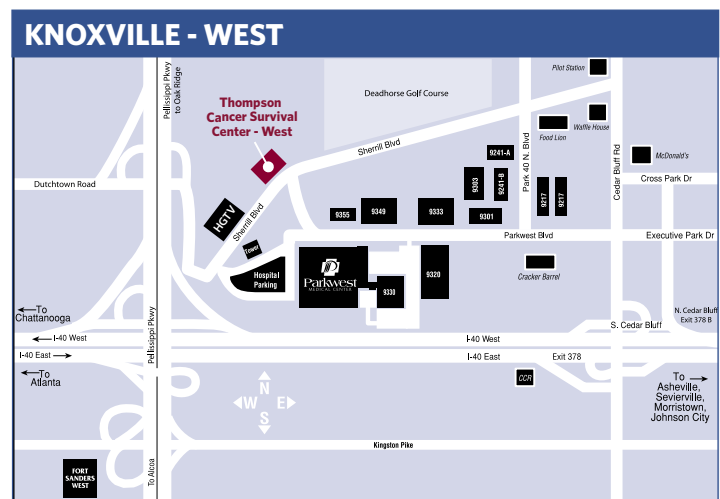 KNOXVILLE - WEST
Pellissippi Pkwy
to Oak Ridge
Thompson
Cancer Survival
Center - West
Deadhorse Golf Course
Sherrill Blvd
Pilot Station
Waffle House
Food Lion
McDonald's
Park 40 N. Blvd
Cedar Bluff Rd
Cross Park Dr
Dutchtown Road
HGTV
Sherrill Blvd
9241-A
9303
9241-B
9217
9217
9355
9349
9333
9301
Parkwest Blvd
Executive Park Dr
Tower
Hospital
Parking
Parkwest
MEDICAL CENTER
9330
9320
Cracker Barrel
To
Chattanooga
Pellissippi Pkwy
N. Cedar Bluff
Exit 378 B
S. Cedar Bluff
I-40 West
I-40 West
I-40 East
I-40 East
Exit 378
To
Atlanta
CCR
To
Asheville,
Sevierville,
Morristown,
Johnson City
N
W E
S
Kingston Pike
FORT
SANDERS
WEST
To Alcoa